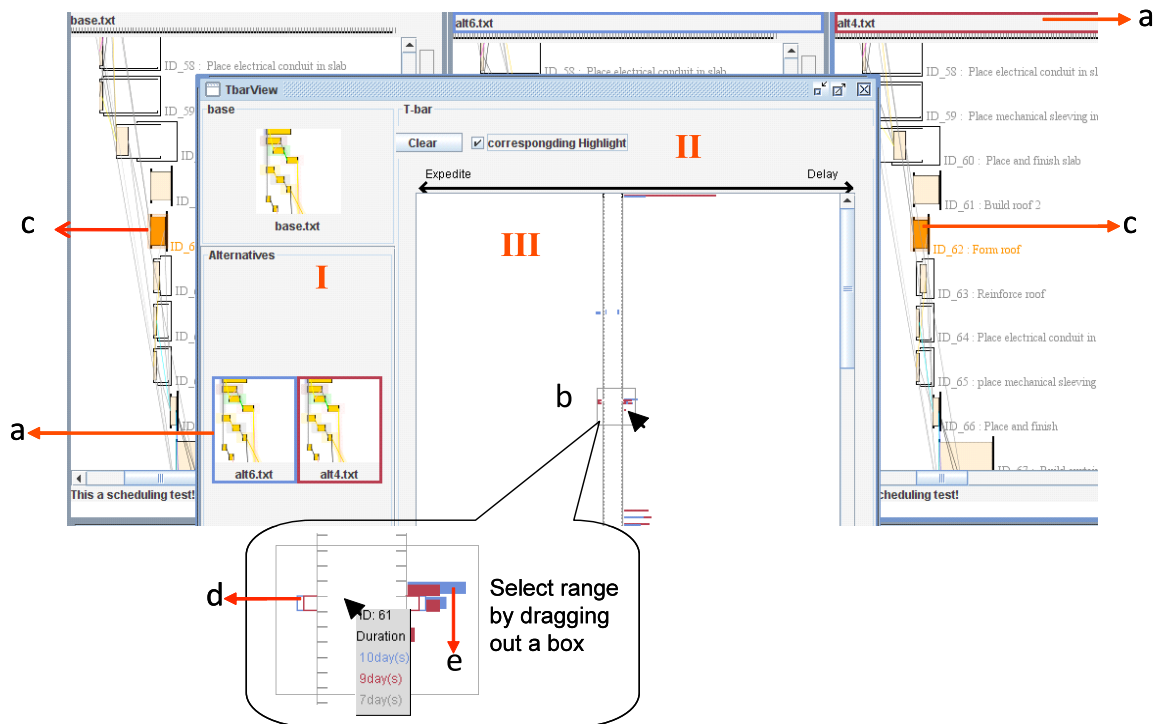 base.txt
alt6.txt
alt4.txt
a
ID_58 : Place electrical conduit in slab
ID_58 : Place electrical conduit in slab
ID_58 : Place electrical conduit in sl
TbarView
ID_59
ID_59 : Place mechanical sleeving in
base
T-bar
Clear
correspongding Highlight
II
ID_60 : Place and finish slab
Expedite
Delay
ID_61 : Build roof 2
base.txt
c
c
III
ID_6
ID_62 : Form roof
Alternatives
I
ID_63 : Reinforce roof
ID_64 : Place electrical conduit in
ID_65 : place mechanical sleeving
b
a
ID_66 : Place and finish
alt6.txt
alt4.txt
This a scheduling test!
cheduling test!
d
Select range
by dragging
out a box
ID: 61
Duration
10day(s)
9day(s)
7day(s)
e